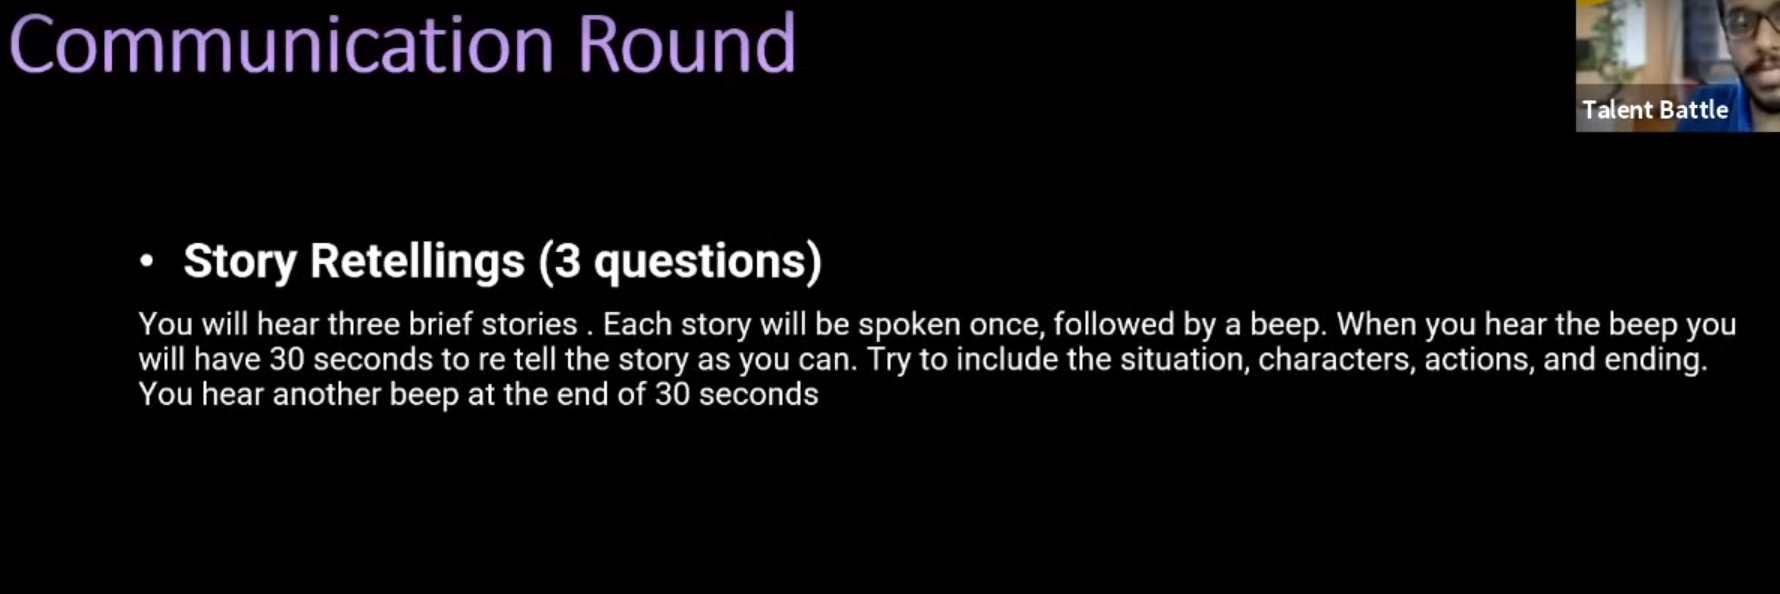 Communication Round
Talent Battle
• Story Retellings (3 questions)
You will hear three brief stories . Each story will be spoken once, followed by a beep. When you hear the beep you
will have 30 seconds to re tell the story as you can. Try to include the situation, characters, actions, and ending.
You hear another beep at the end of 30 seconds